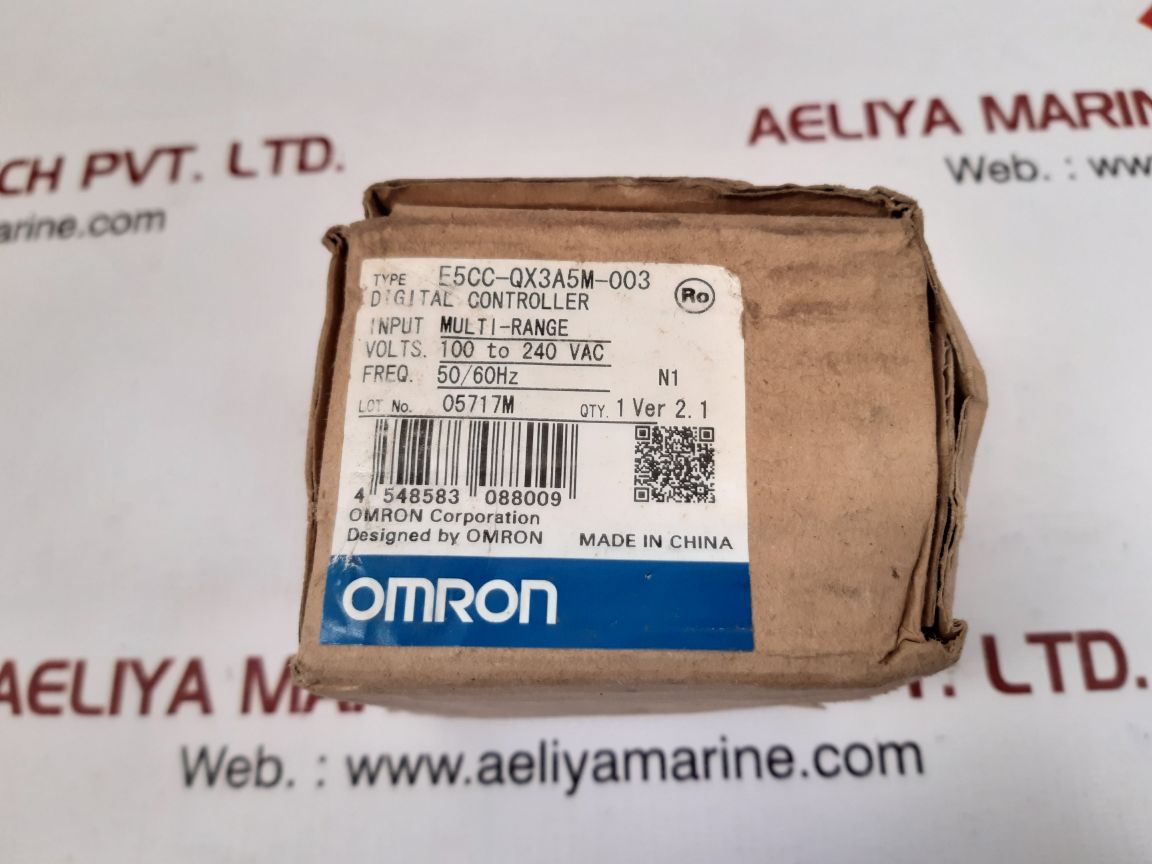 CH PVT. LTD.
arine.com
AELIYA MARIN
Web. : ww
TYPE E5CC-QX3A5M-003
DIGITAL CONTROLLER
Ro
INPUT MULTI-RANGE
VOLTS. 100 to 240 VAC
FREQ. 50/60Hz N1
LOT No. 05717M QTY. 1 Ver 2.1
4 548583 088009
OMRON Corporation
Designed by OMRON MADE IN CHINA
OMRON
AELIYA MA T. LTD.
Web. : www.aeliyamarine.com